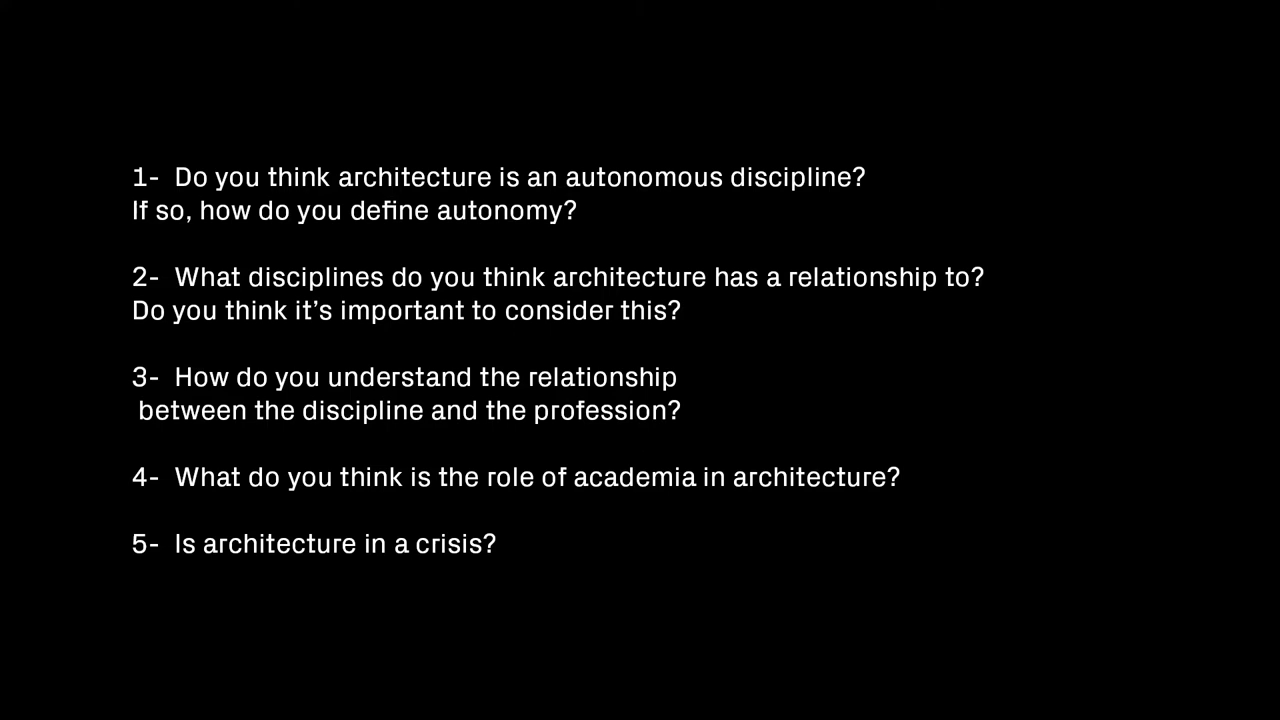 1- Do you think architecture is an autonomous discipline?
If so, how do you define autonomy?
2- What disciplines do you think architecture has a relationship to?
Do you think it’s important to consider this?
3- How do you understand the relationship
between the discipline and the profession?
4- What do you think is the role of academia in architecture?
5- Is architecture in a crisis?